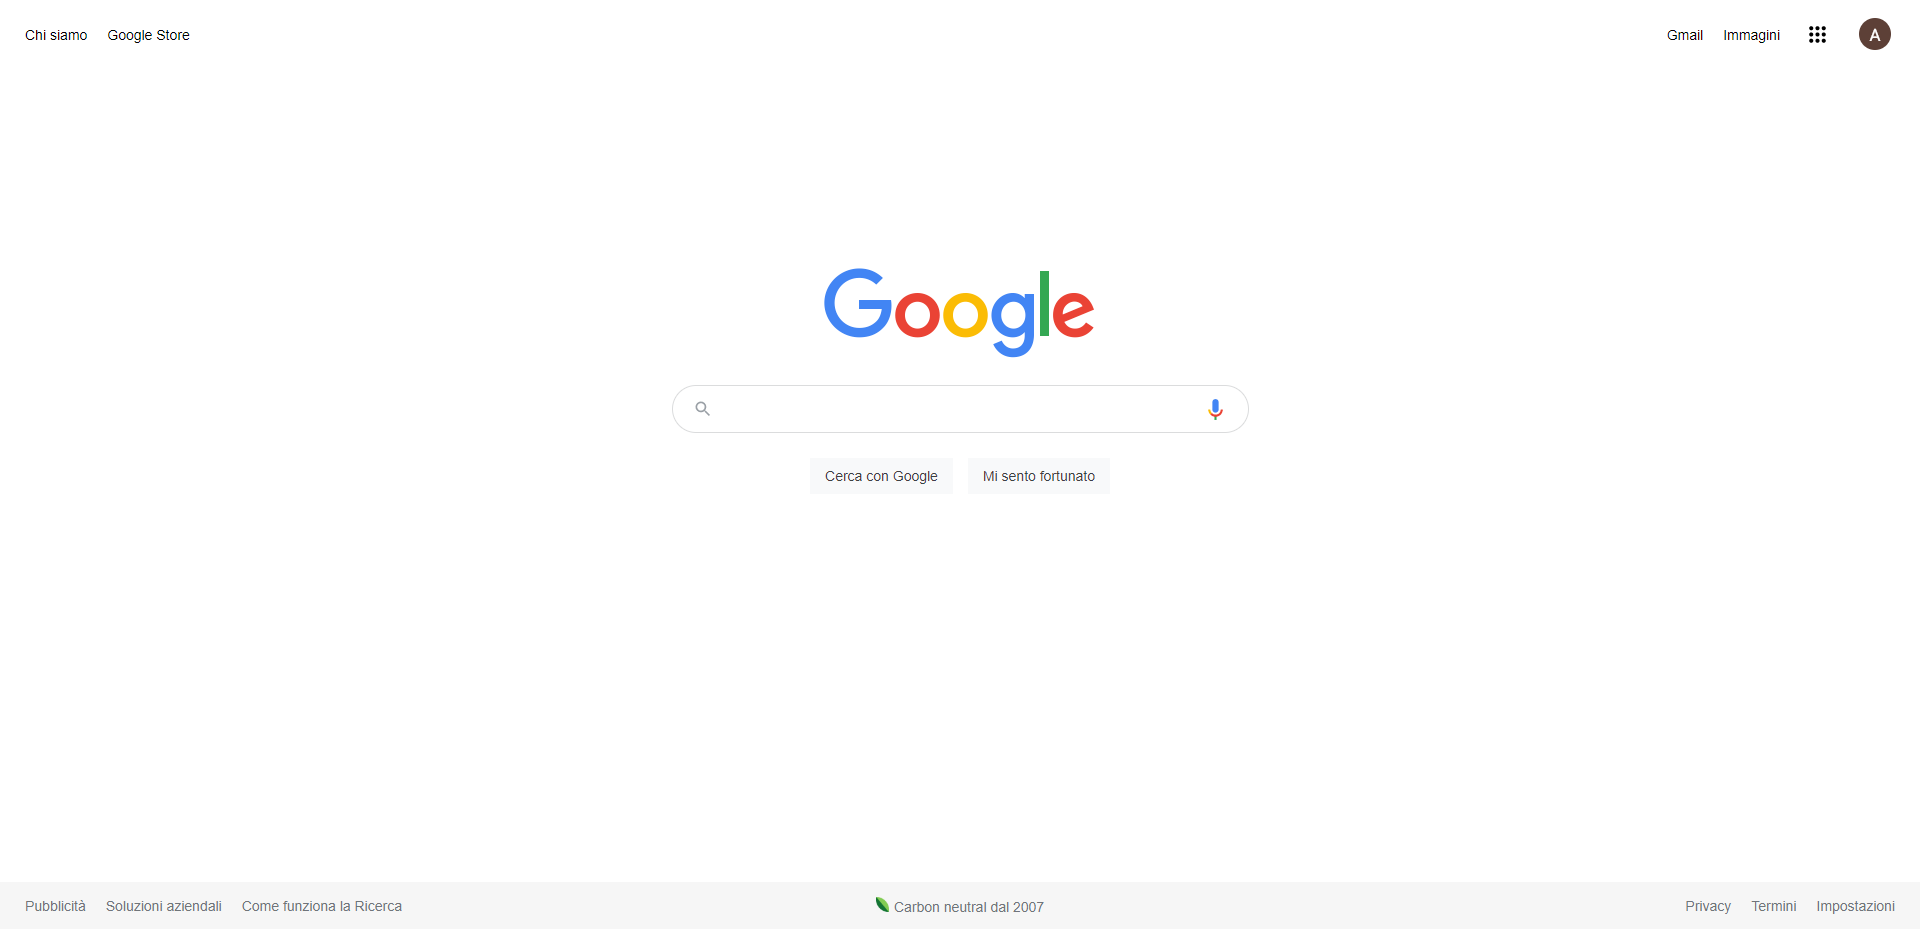 Chi siamo Google Store Gmail Immagini A
Google
Cerca con Google Mi sento fortunato
Pubblicità Soluzioni aziendali Come funziona la Ricerca Carbon neutral dal 2007 Privacy Termini Impostazioni